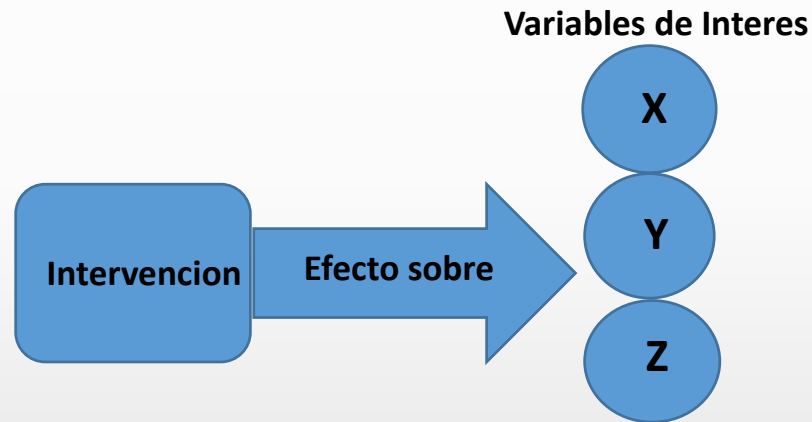 Variables de Interes
X
Intervencion
Efecto sobre
Y
Z